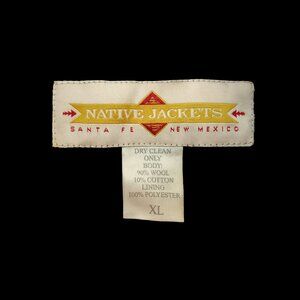 NATIVE JACKETS
SANTA FE NEW MEXICO
DRY CLEAN
ONLY
BODY:
90% WOOL
10% COTTON
LINING
100% POLYESTER
XL